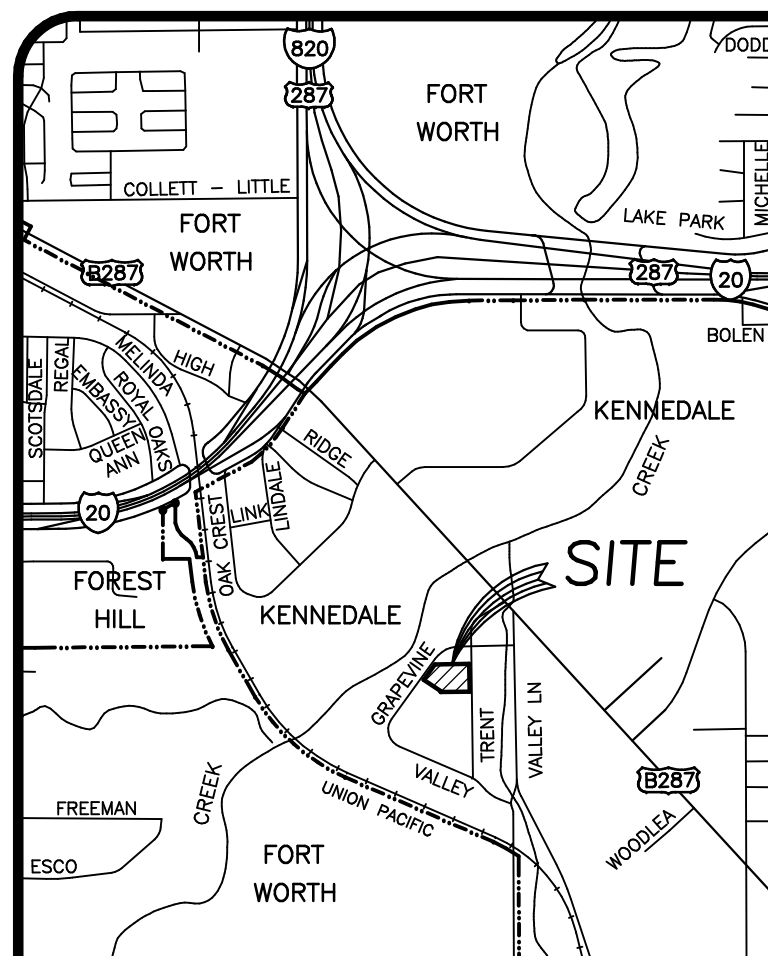 820
DODD
287
FORT
WORTH
MICHELLE
COLLETT - LITTLE
LAKE PARK
FORT
WORTH
B287
287
20
BOLEN
MELINDA
HIGH
SCOTSDALE
REGAL
EMBASSY
ROYAL OAKS
KENNEDALE
QUEEN
ANN
RIDGE
CREEK
LINDALE
20
OAK CREST
LINK
SITE
FOREST
HILL
KENNEDALE
GRAPEVINE
TRENT
VALLEY LN
VALLEY
B287
CREEK
UNION PACIFIC
FREEMAN
WOODLEA
ESCO
FORT
WORTH